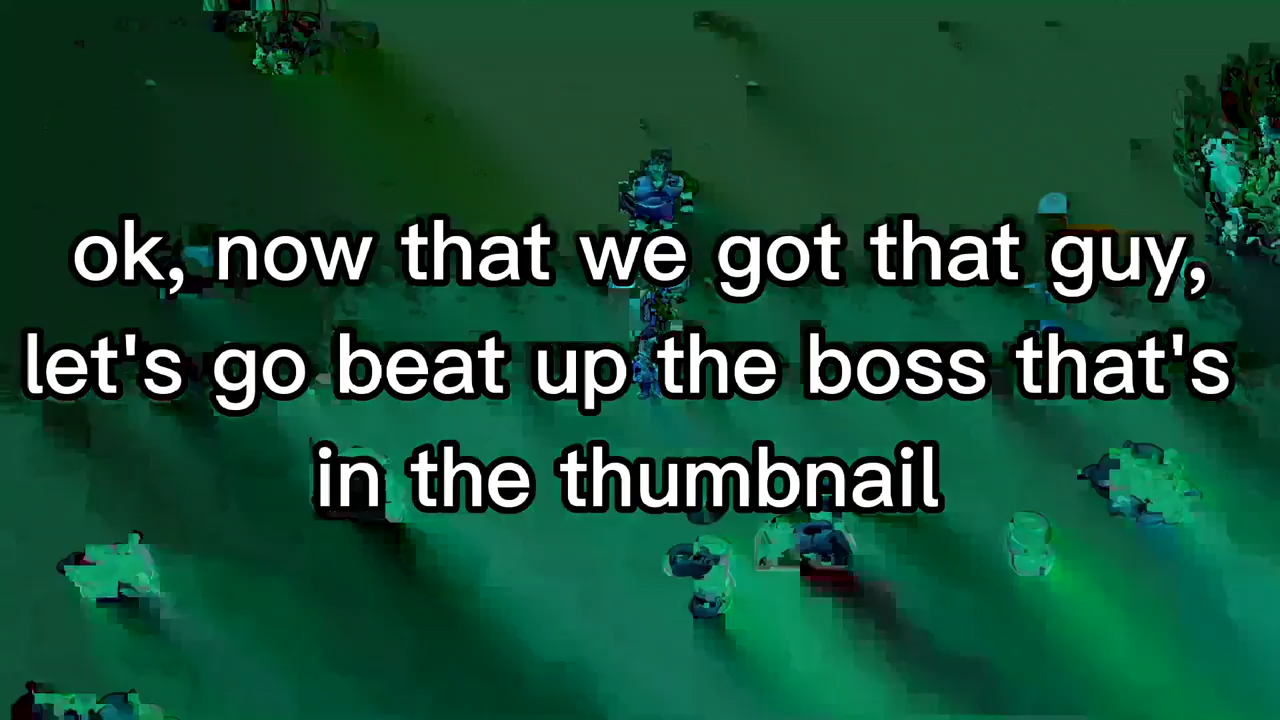 ok, now that we got that guy,
let's go beat up the boss that's
in the thumbnail